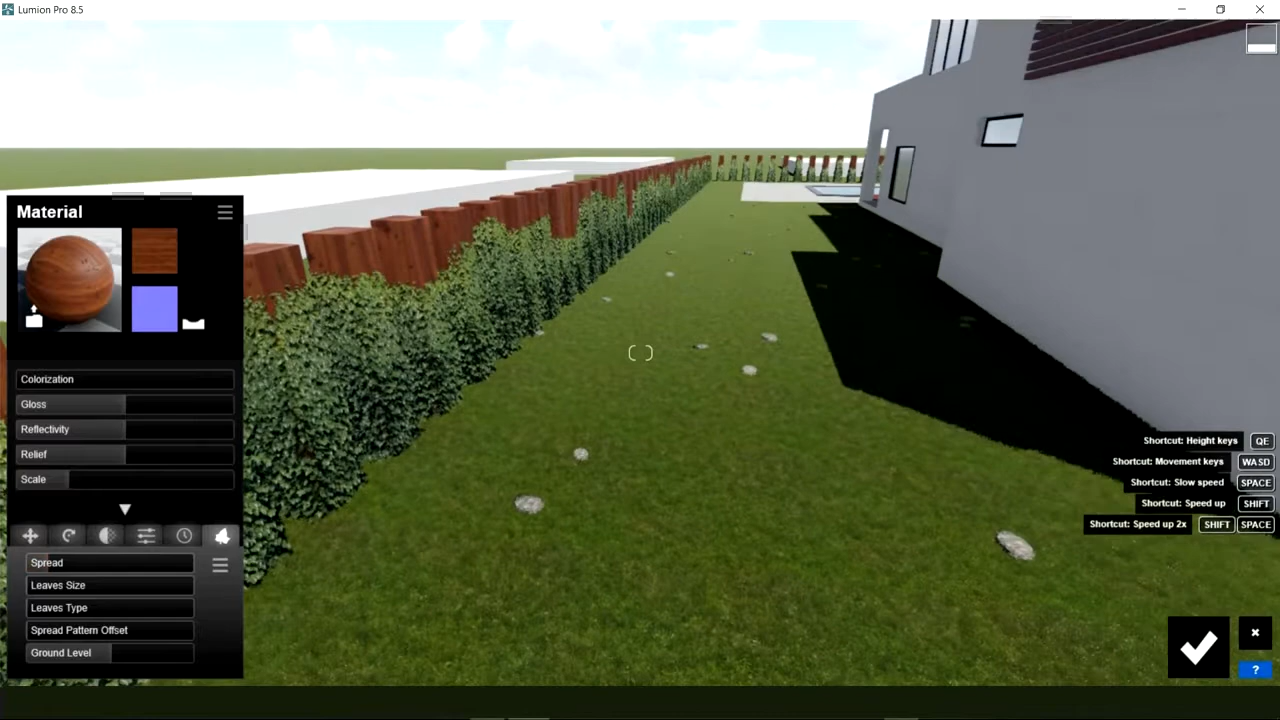 Lumion Pro 8.5
Material
Colorization
Gloss
Reflectivity
Relief
Scale
Spread
Leaves Size
Leaves Type
Spread Pattern Offset
Ground Level
Shortcut: Height keys QE
Shortcut: Movement keys WASD
Shortcut: Slow speed SPACE
Shortcut: Speed up SHIFT
Shortcut: Speed up 2x SHIFT SPACE
?